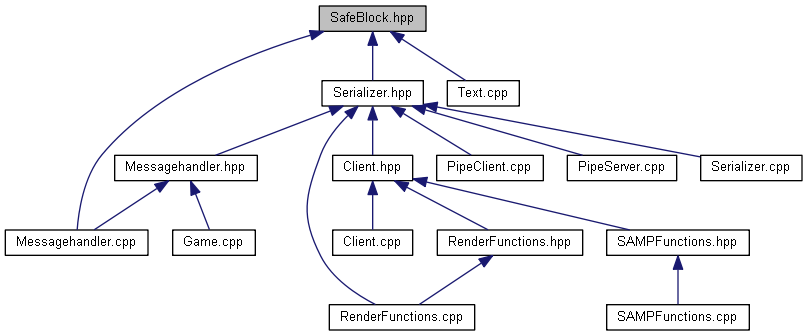 SafeBlock.hpp
Serializer.hpp
Text.cpp
Messagehandler.hpp
Client.hpp
PipeClient.cpp
PipeServer.cpp
Serializer.cpp
Messagehandler.cpp
Game.cpp
Client.cpp
RenderFunctions.hpp
SAMPFunctions.hpp
RenderFunctions.cpp
SAMPFunctions.cpp